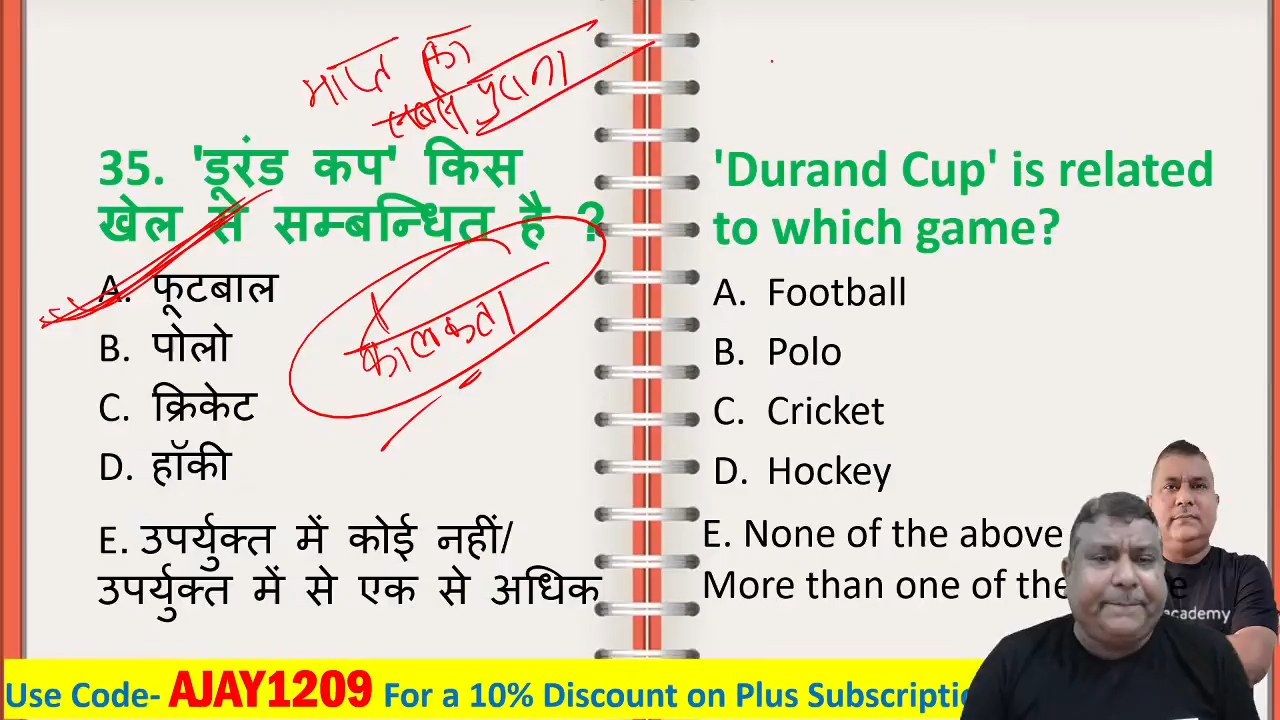 भारत का
सबसे पुराना
35. 'डूरंड कप' किस
खेल से सम्बन्धित है ?
A. फूटबाल
B. पोलो
C. क्रिकेट
D. हॉकी
E. उपर्युक्त में कोई नहीं/
उपर्युक्त में से एक से अधिक
कोलकता
'Durand Cup' is related
to which game?
A. Football
B. Polo
C. Cricket
D. Hockey
E. None of the above
More than one of the
academy
Use Code- AJAY1209 For a 10% Discount on Plus